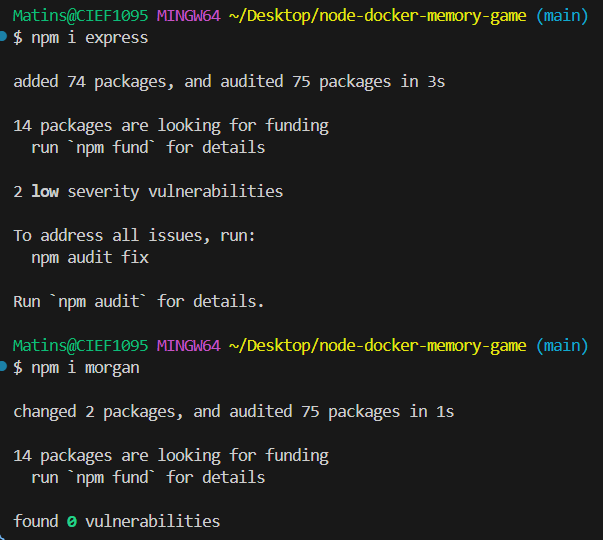 Matins@CIEF1095 MINGW64 ~/Desktop/node-docker-memory-game (main)
$ npm i express
added 74 packages, and audited 75 packages in 3s
14 packages are looking for funding
  run `npm fund` for details
2 low severity vulnerabilities
To address all issues, run:
  npm audit fix
Run `npm audit` for details.
Matins@CIEF1095 MINGW64 ~/Desktop/node-docker-memory-game (main)
$ npm i morgan
changed 2 packages, and audited 75 packages in 1s
14 packages are looking for funding
  run `npm fund` for details
found 0 vulnerabilities